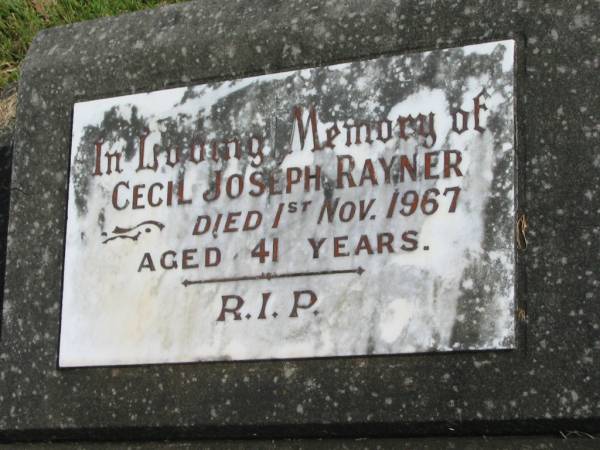 In Loving Memory of
CECIL JOSEPH RAYNER
DIED 1ST NOV. 1967
AGED 41 YEARS.
R.I.P.